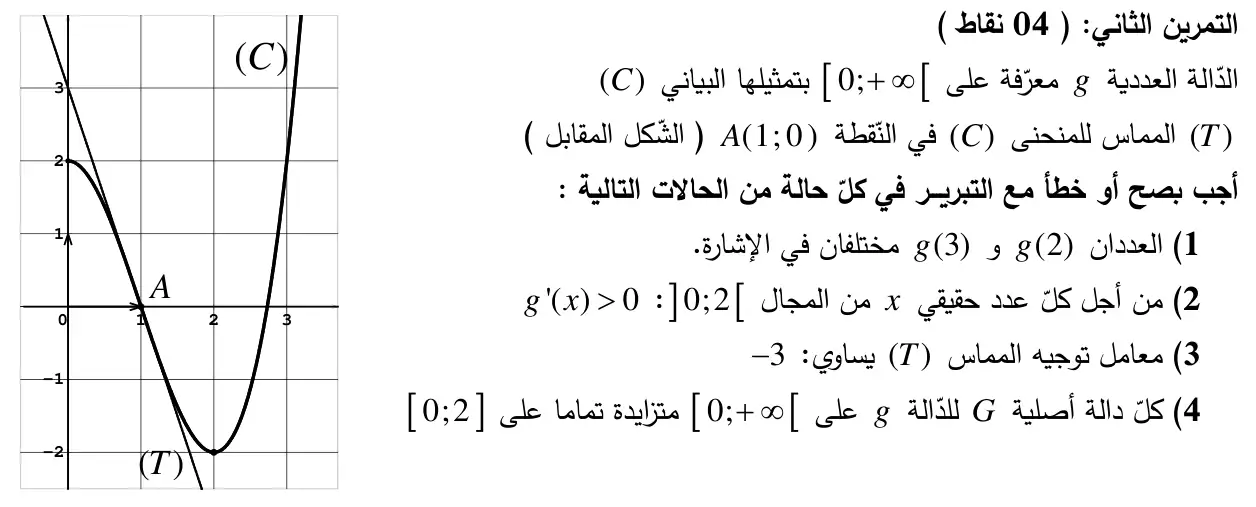 التمرين الثاني: ( 04 نقاط )
الدّالة العددية g معرّفة على [0;+∞[ بتمثيلها البياني (C)
(T) المماس للمنحنى (C) في النّقطة A(1;0) ( الشّكل المقابل )
أجب بصح أو خطأ مع التبريـر في كلّ حالة من الحالات التالية :
1) العددان g(2) و g(3) مختلفان في الإشارة.
2) من أجل كلّ عدد حقيقي x من المجال ]0;2[ : g'(x) > 0
3) معامل توجيه المماس (T) يساوي: −3
4) كلّ دالة أصلية G للدّالة g على [0;+∞[ متزايدة تماما على [0;2]
(C)
3
2
1
A
0 1 2 3
−1
−2
(T)